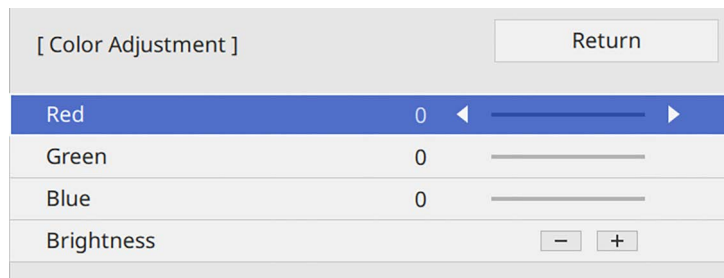 [ Color Adjustment ]
Return
Red 0
Green 0
Blue 0
Brightness - +